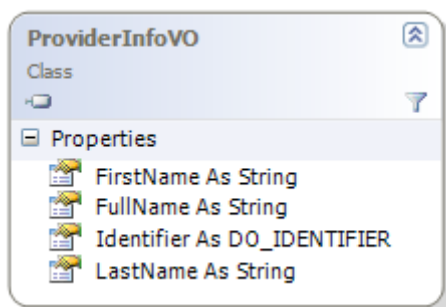 ProviderInfoVO
Class
Properties
FirstName As String
FullName As String
Identifier As DO_IDENTIFIER
LastName As String